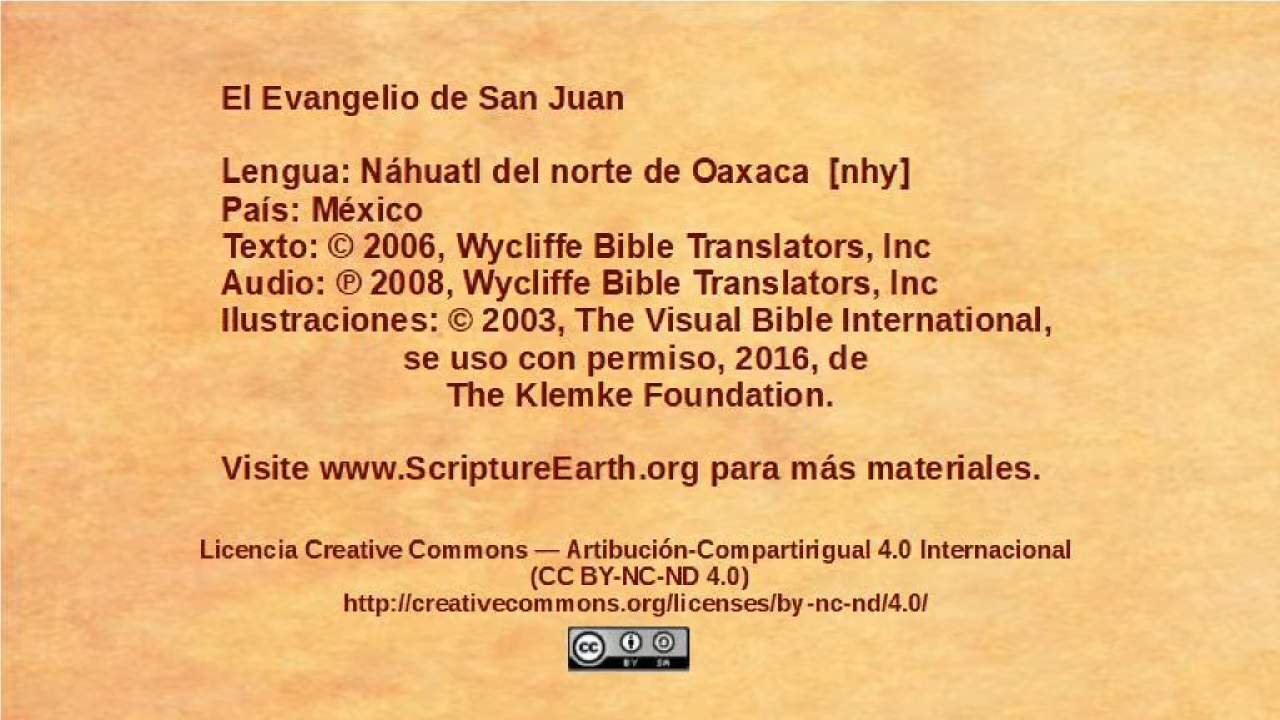 El Evangelio de San Juan
Lengua: Náhuatl del norte de Oaxaca [nhy]
País: México
Texto: © 2006, Wycliffe Bible Translators, Inc
Audio: ℗ 2008, Wycliffe Bible Translators, Inc
Ilustraciones: © 2003, The Visual Bible International,
se uso con permiso, 2016, de
The Klemke Foundation.
Visite www.ScriptureEarth.org para más materiales.
Licencia Creative Commons — Artibución-Compartirigual 4.0 Internacional
(CC BY-NC-ND 4.0)
http://creativecommons.org/licenses/by-nc-nd/4.0/
cc BY SA